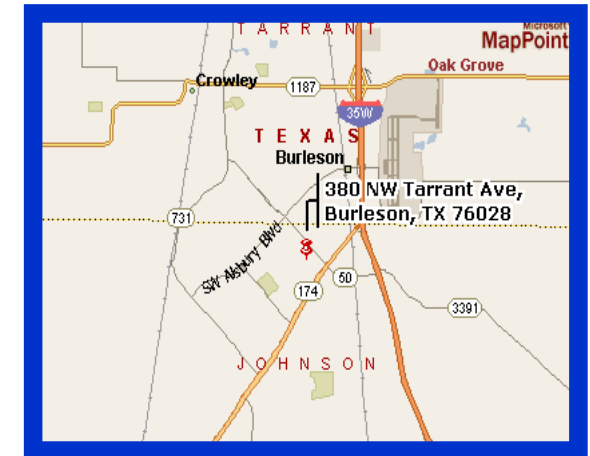 TARRANT
Microsoft
MapPoint
Oak Grove
Crowley
1187
35W
TEXAS
Burleson
380 NW Tarrant Ave,
Burleson, TX 76028
731
SW Alsbury Blvd
50
174
3391
JOHNSON